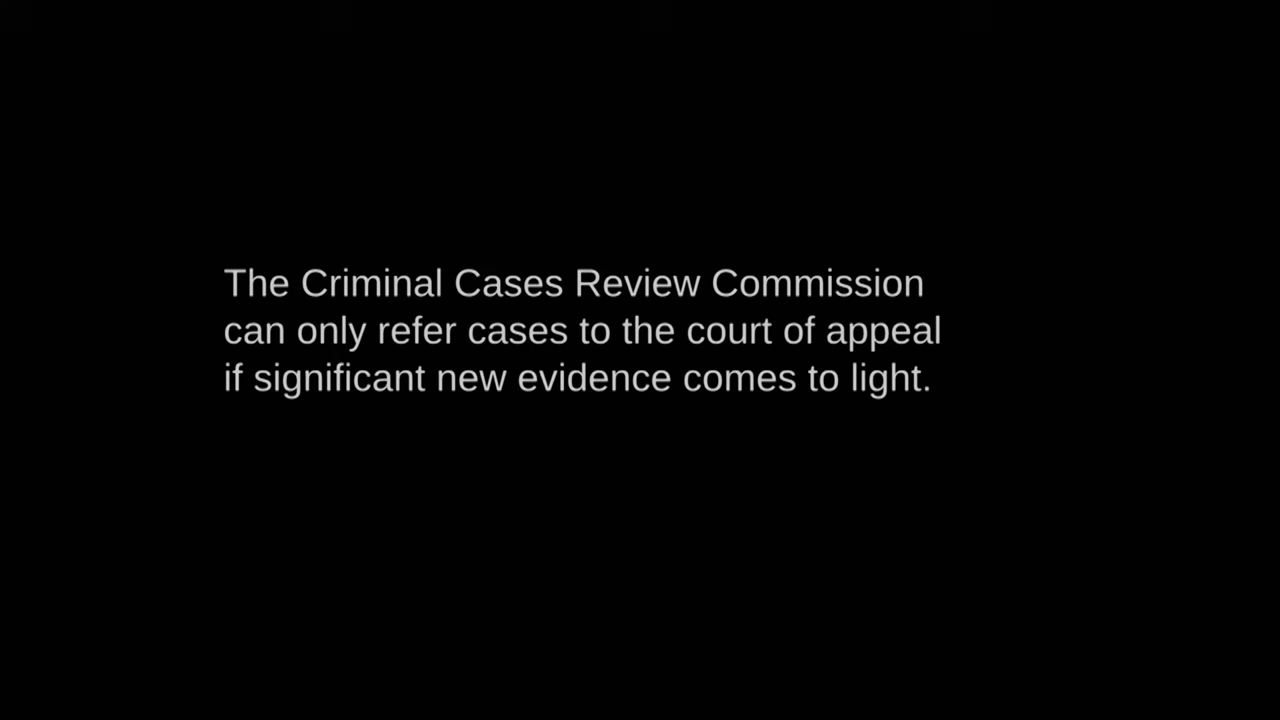 The Criminal Cases Review Commission
can only refer cases to the court of appeal
if significant new evidence comes to light.